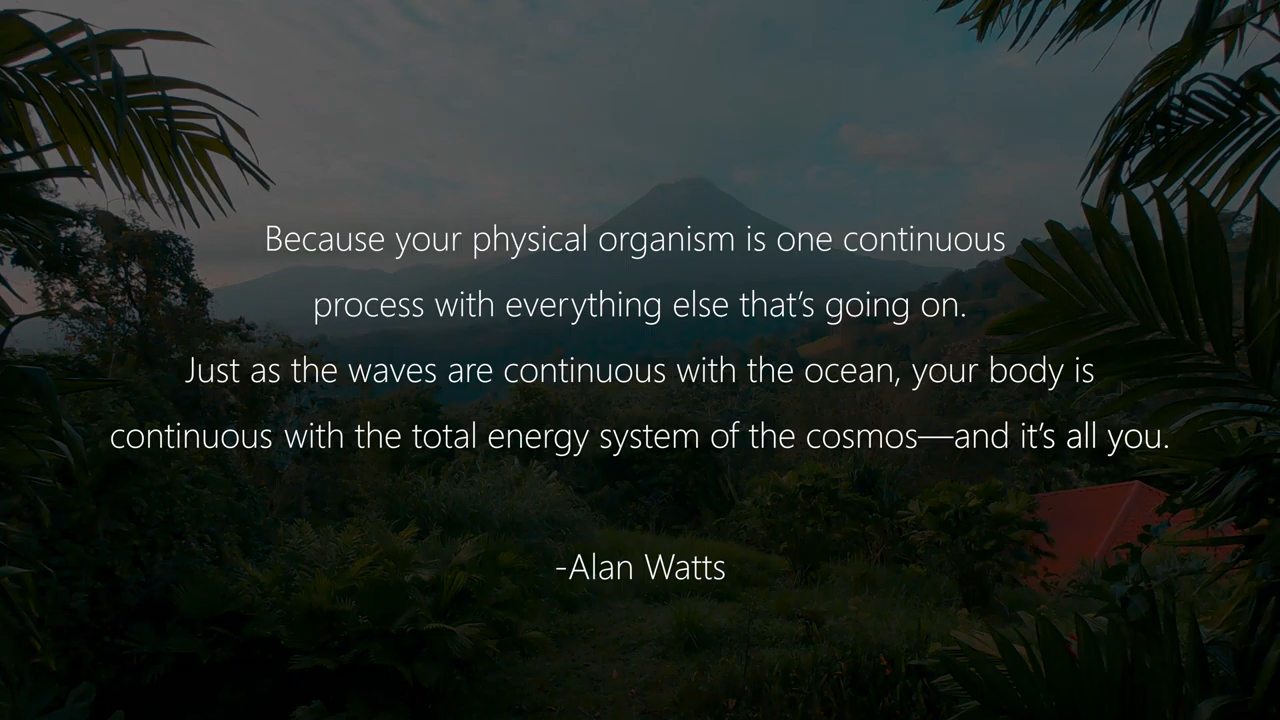 Because your physical organism is one continuous
process with everything else that's going on.
Just as the waves are continuous with the ocean, your body is
continuous with the total energy system of the cosmos—and it's all you.
-Alan Watts